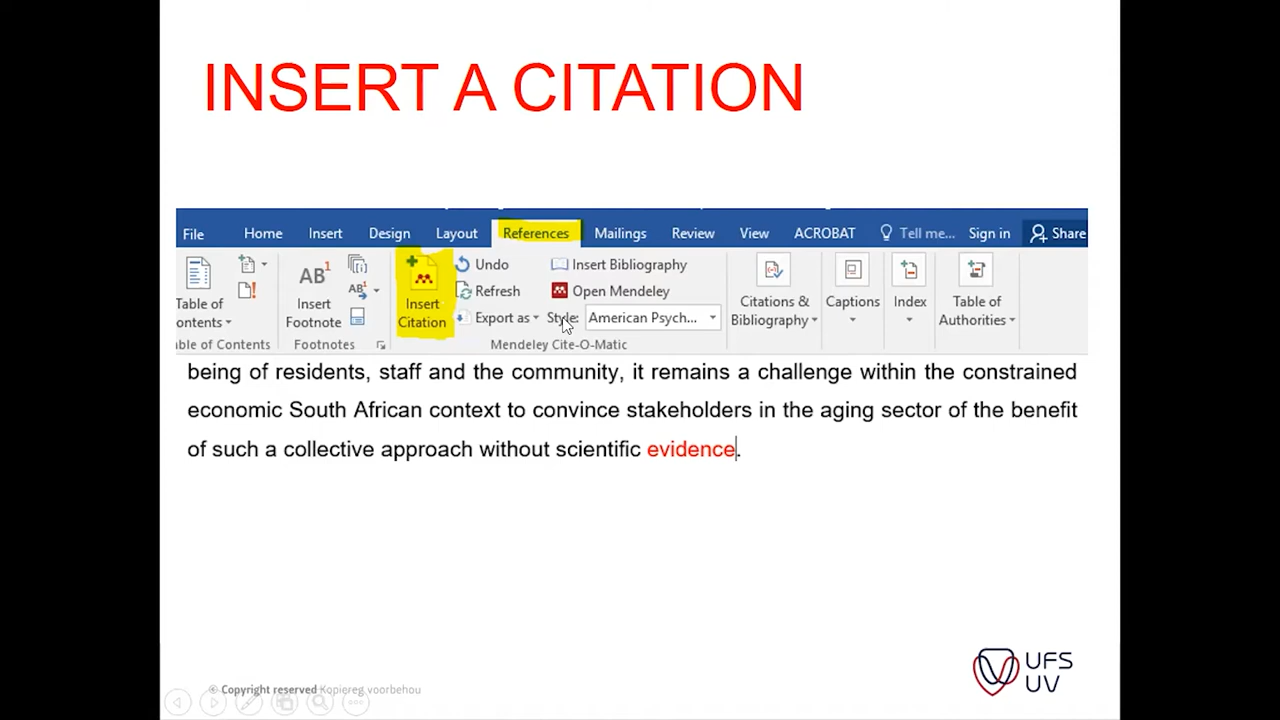 INSERT A CITATION
File Home Insert Design Layout References Mailings Review View ACROBAT Tell me... Sign in Share
Table of
ontents
able of Contents
AB1
Insert
Footnote
AB1
Footnotes
Insert
Citation
Undo
Refresh
Export as
Insert Bibliography
Open Mendeley
Style: American Psych...
Mendeley Cite-O-Matic
Citations &
Bibliography
Captions
Index
Table of
Authorities
being of residents, staff and the community, it remains a challenge within the constrained
economic South African context to convince stakeholders in the aging sector of the benefit
of such a collective approach without scientific evidence.
© Copyright reserved Kopiereg voorbehou
UFS
UV